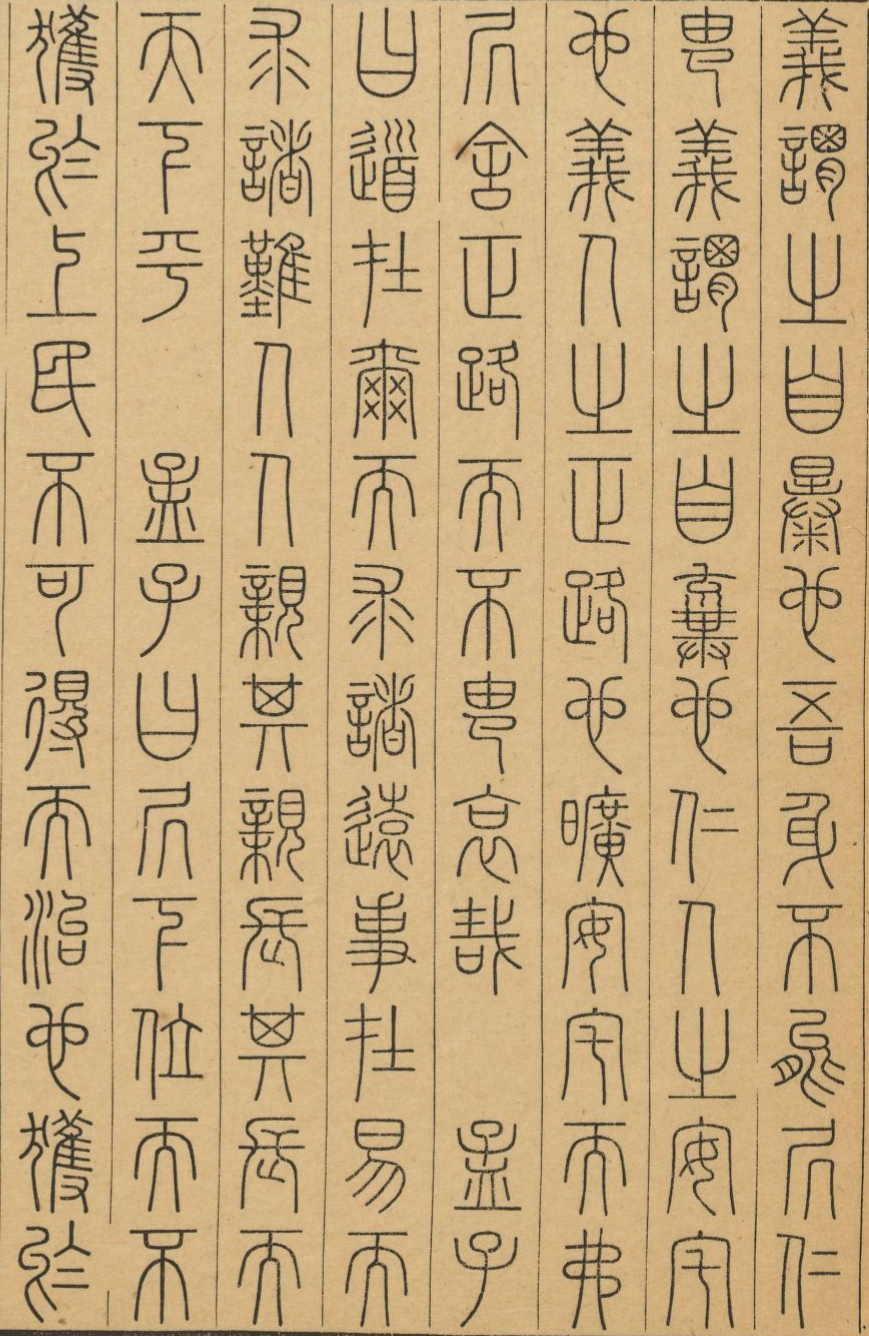 義謂之自暴也吾身不能居仁
由義謂之自棄也仁人之安宅
也義人之正路也曠安宅而弗
居舍正路而不由哀哉　孟子
曰道在爾而求諸遠事在易而
求諸難人人親其親長其長而
天下平　孟子曰居下位而不
獲於上民不可得而治也獲於